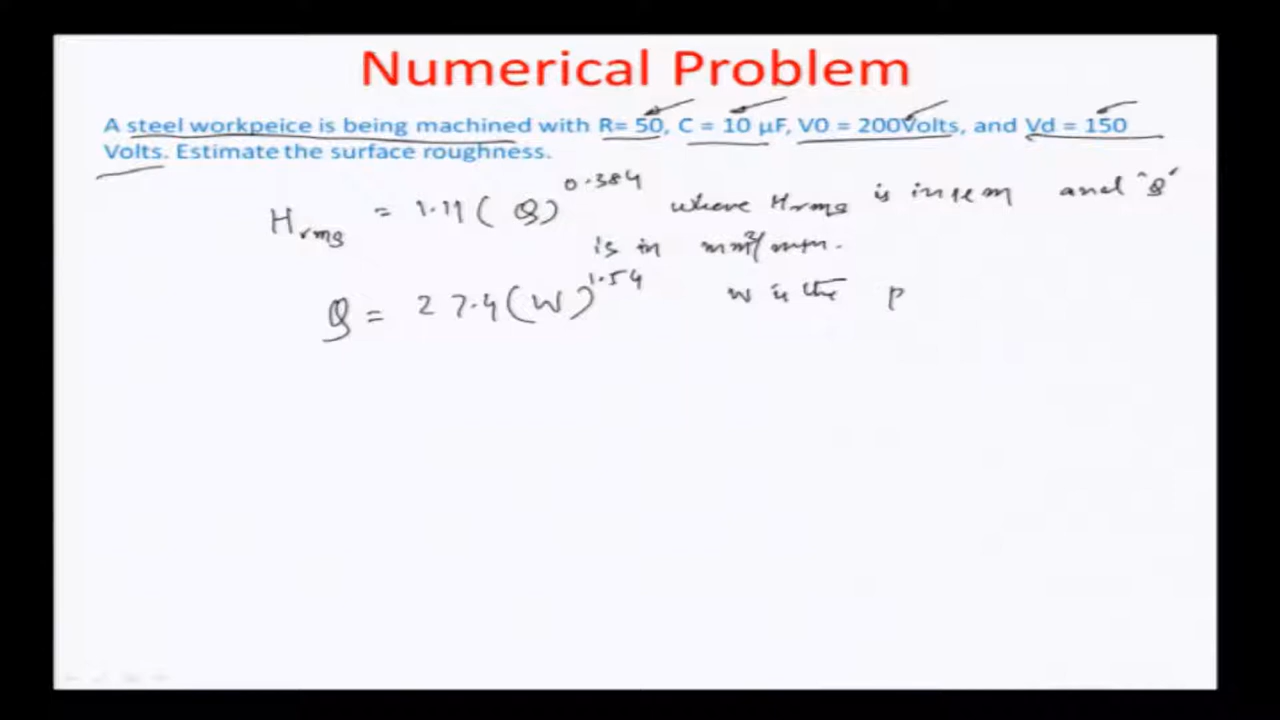 Numerical Problem
A steel workpeice is being machined with R= 50, C = 10 µF, V0 = 200Volts, and Vd = 150
Volts. Estimate the surface roughness.
H_rms = 1.11 ( Q )^0.384 where Hrms is in µm and "Q"
is in mm³/min.
Q = 27.4 (W)^1.54 W is the p